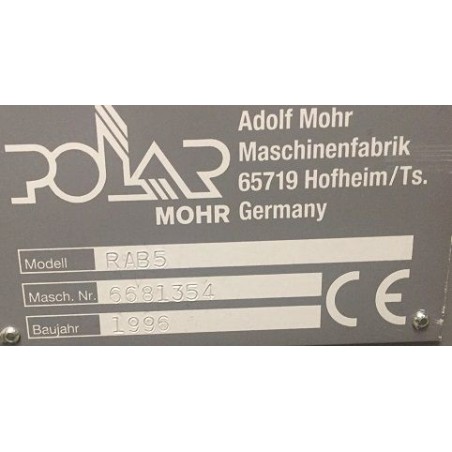 POLAR
MOHR
Adolf Mohr
Maschinenfabrik
65719 Hofheim/Ts.
Germany
Modell RAB5
Masch. Nr. 6681354
Baujahr 1996
CE